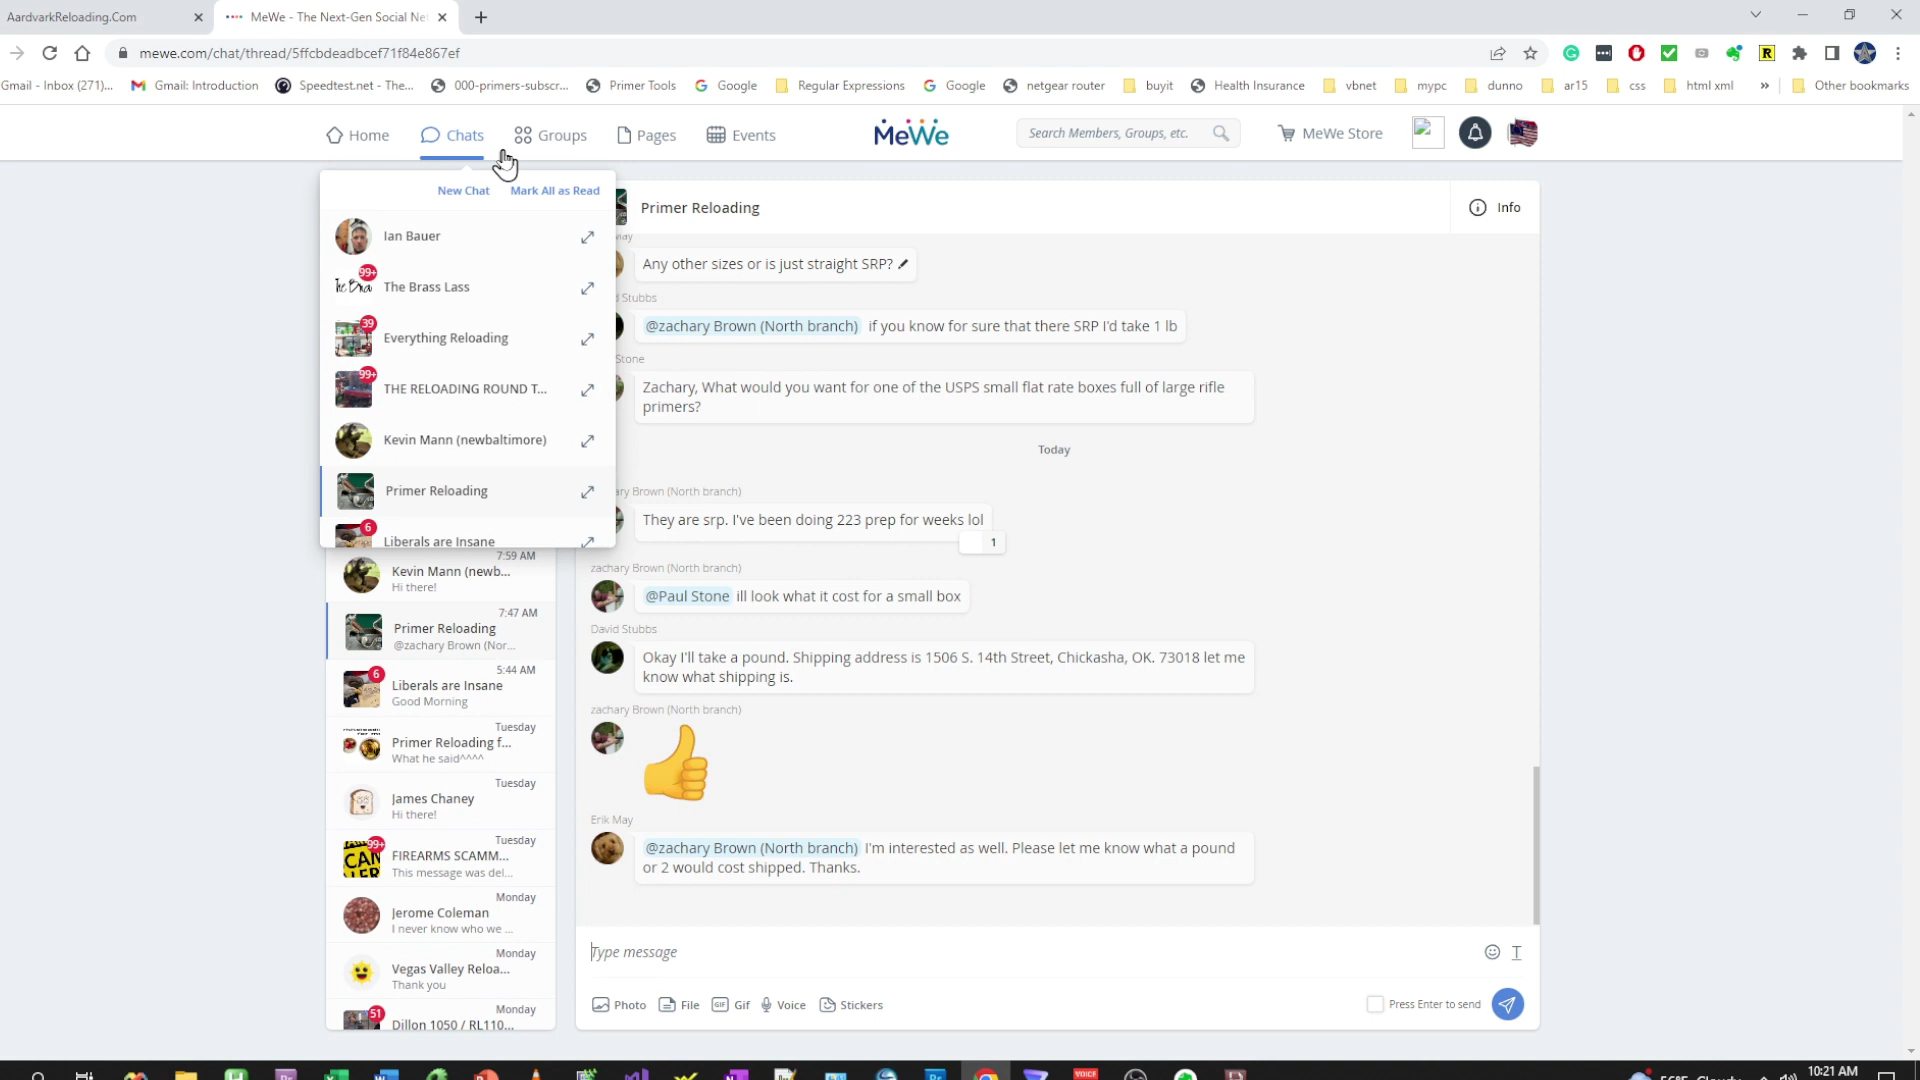 AardvarkReloading.Com
MeWe - The Next-Gen Social Ne
mewe.com/chat/thread/5ffcbdeadbcef71f84e867ef
Gmail - Inbox (271)...
Gmail: Introduction
Speedtest.net - The...
000-primers-subscr...
Primer Tools
Google
Regular Expressions
Google
netgear router
buyit
Health Insurance
vbnet
mypc
dunno
ar15
css
html xml
»
Other bookmarks
Home
Chats
Groups
Pages
Events
MeWe
Search Members, Groups, etc.
MeWe Store
New Chat
Mark All as Read
Ian Bauer
99+
The Brass Lass
39
Everything Reloading
99+
THE RELOADING ROUND T...
Kevin Mann (newbaltimore)
Primer Reloading
6
Liberals are Insane
7:59 AM
Kevin Mann (newb...
Hi there!
7:47 AM
Primer Reloading
@zachary Brown (Nor...
5:44 AM
6
Liberals are Insane
Good Morning
Tuesday
Primer Reloading f...
What he said^^^^
Tuesday
James Chaney
Hi there!
Tuesday
99+
FIREARMS SCAMM...
This message was del...
Monday
Jerome Coleman
I never know who we ...
Monday
Vegas Valley Reloa...
Thank you
Monday
51
Dillon 1050 / RL110...
Primer Reloading
Info
May
Any other sizes or is just straight SRP?
d Stubbs
@zachary Brown (North branch) if you know for sure that there SRP I'd take 1 lb
Stone
Zachary, What would you want for one of the USPS small flat rate boxes full of large rifle
primers?
Today
ary Brown (North branch)
They are srp. I've been doing 223 prep for weeks lol
1
zachary Brown (North branch)
@Paul Stone ill look what it cost for a small box
David Stubbs
Okay I'll take a pound. Shipping address is 1506 S. 14th Street, Chickasha, OK. 73018 let me
know what shipping is.
zachary Brown (North branch)
Erik May
@zachary Brown (North branch) I'm interested as well. Please let me know what a pound
or 2 would cost shipped. Thanks.
Type message
Photo
File
GIF
Gif
Voice
Stickers
Press Enter to send
VOICE
56°F Cloudy
10:21 AM